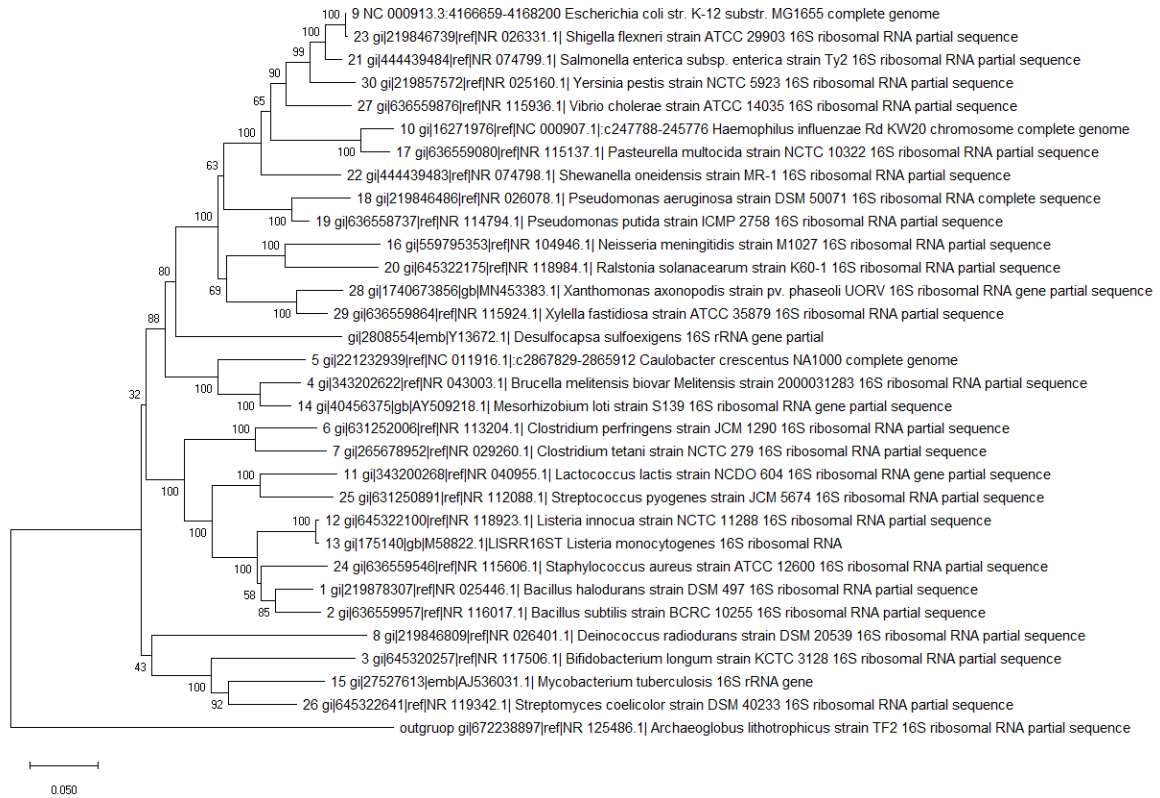 100
9 NC 000913.3:4166659-4168200 Escherichia coli str. K-12 substr. MG1655 complete genome
100
23 gi|219846739|ref|NR 026331.1| Shigella flexneri strain ATCC 29903 16S ribosomal RNA partial sequence
99
21 gi|444439484|ref|NR 074799.1| Salmonella enterica subsp. enterica strain Ty2 16S ribosomal RNA partial sequence
90
30 gi|219857572|ref|NR 025160.1| Yersinia pestis strain NCTC 5923 16S ribosomal RNA partial sequence
65
27 gi|636559876|ref|NR 115936.1| Vibrio cholerae strain ATCC 14035 16S ribosomal RNA partial sequence
100
10 gi|16271976|ref|NC 000907.1|:c247788-245776 Haemophilus influenzae Rd KW20 chromosome complete genome
100
17 gi|636559080|ref|NR 115137.1| Pasteurella multocida strain NCTC 10322 16S ribosomal RNA partial sequence
63
22 gi|444439483|ref|NR 074798.1| Shewanella oneidensis strain MR-1 16S ribosomal RNA partial sequence
18 gi|219846486|ref|NR 026078.1| Pseudomonas aeruginosa strain DSM 50071 16S ribosomal RNA complete sequence
100
100
19 gi|636558737|ref|NR 114794.1| Pseudomonas putida strain ICMP 2758 16S ribosomal RNA partial sequence
100
16 gi|559795353|ref|NR 104946.1| Neisseria meningitidis strain M1027 16S ribosomal RNA partial sequence
80
20 gi|645322175|ref|NR 118984.1| Ralstonia solanacearum strain K60-1 16S ribosomal RNA partial sequence
69
28 gi|1740673856|gb|MN453383.1| Xanthomonas axonopodis strain pv. phaseoli UORV 16S ribosomal RNA gene partial sequence
100
29 gi|636559864|ref|NR 115924.1| Xylella fastidiosa strain ATCC 35879 16S ribosomal RNA partial sequence
88
gi|2808554|emb|Y13672.1| Desulfocapsa sulfoexigens 16S rRNA gene partial
5 gi|221232939|ref|NC 011916.1|:c2867829-2865912 Caulobacter crescentus NA1000 complete genome
100
4 gi|343202622|ref|NR 043003.1| Brucella melitensis biovar Melitensis strain 2000031283 16S ribosomal RNA partial sequence
32
100
14 gi|40456375|gb|AY509218.1| Mesorhizobium loti strain S139 16S ribosomal RNA gene partial sequence
100
6 gi|631252006|ref|NR 113204.1| Clostridium perfringens strain JCM 1290 16S ribosomal RNA partial sequence
7 gi|265678952|ref|NR 029260.1| Clostridium tetani strain NCTC 279 16S ribosomal RNA partial sequence
100
100
11 gi|343200268|ref|NR 040955.1| Lactococcus lactis strain NCDO 604 16S ribosomal RNA gene partial sequence
25 gi|631250891|ref|NR 112088.1| Streptococcus pyogenes strain JCM 5674 16S ribosomal RNA partial sequence
100
100
12 gi|645322100|ref|NR 118923.1| Listeria innocua strain NCTC 11288 16S ribosomal RNA partial sequence
13 gi|175140|gb|M58822.1|LISRR16ST Listeria monocytogenes 16S ribosomal RNA
100
24 gi|636559546|ref|NR 115606.1| Staphylococcus aureus strain ATCC 12600 16S ribosomal RNA partial sequence
58
1 gi|219878307|ref|NR 025446.1| Bacillus halodurans strain DSM 497 16S ribosomal RNA partial sequence
85
2 gi|636559957|ref|NR 116017.1| Bacillus subtilis strain BCRC 10255 16S ribosomal RNA partial sequence
8 gi|219846809|ref|NR 026401.1| Deinococcus radiodurans strain DSM 20539 16S ribosomal RNA partial sequence
43
3 gi|645320257|ref|NR 117506.1| Bifidobacterium longum strain KCTC 3128 16S ribosomal RNA partial sequence
100
15 gi|27527613|emb|AJ536031.1| Mycobacterium tuberculosis 16S rRNA gene
92
26 gi|645322641|ref|NR 119342.1| Streptomyces coelicolor strain DSM 40233 16S ribosomal RNA partial sequence
outgruop gi|672238897|ref|NR 125486.1| Archaeoglobus lithotrophicus strain TF2 16S ribosomal RNA partial sequence
0.050